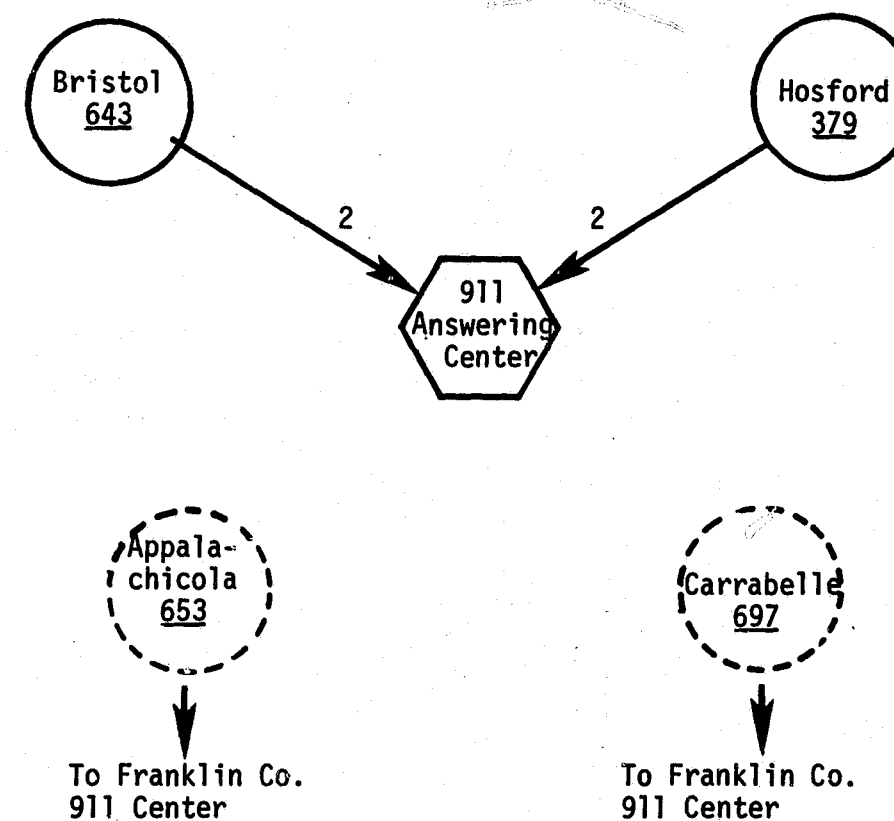 Bristol
643
Hosford
379
2
2
911
Answering
Center
Appala-
chicola
653
Carrabelle
697
To Franklin Co.
911 Center
To Franklin Co.
911 Center